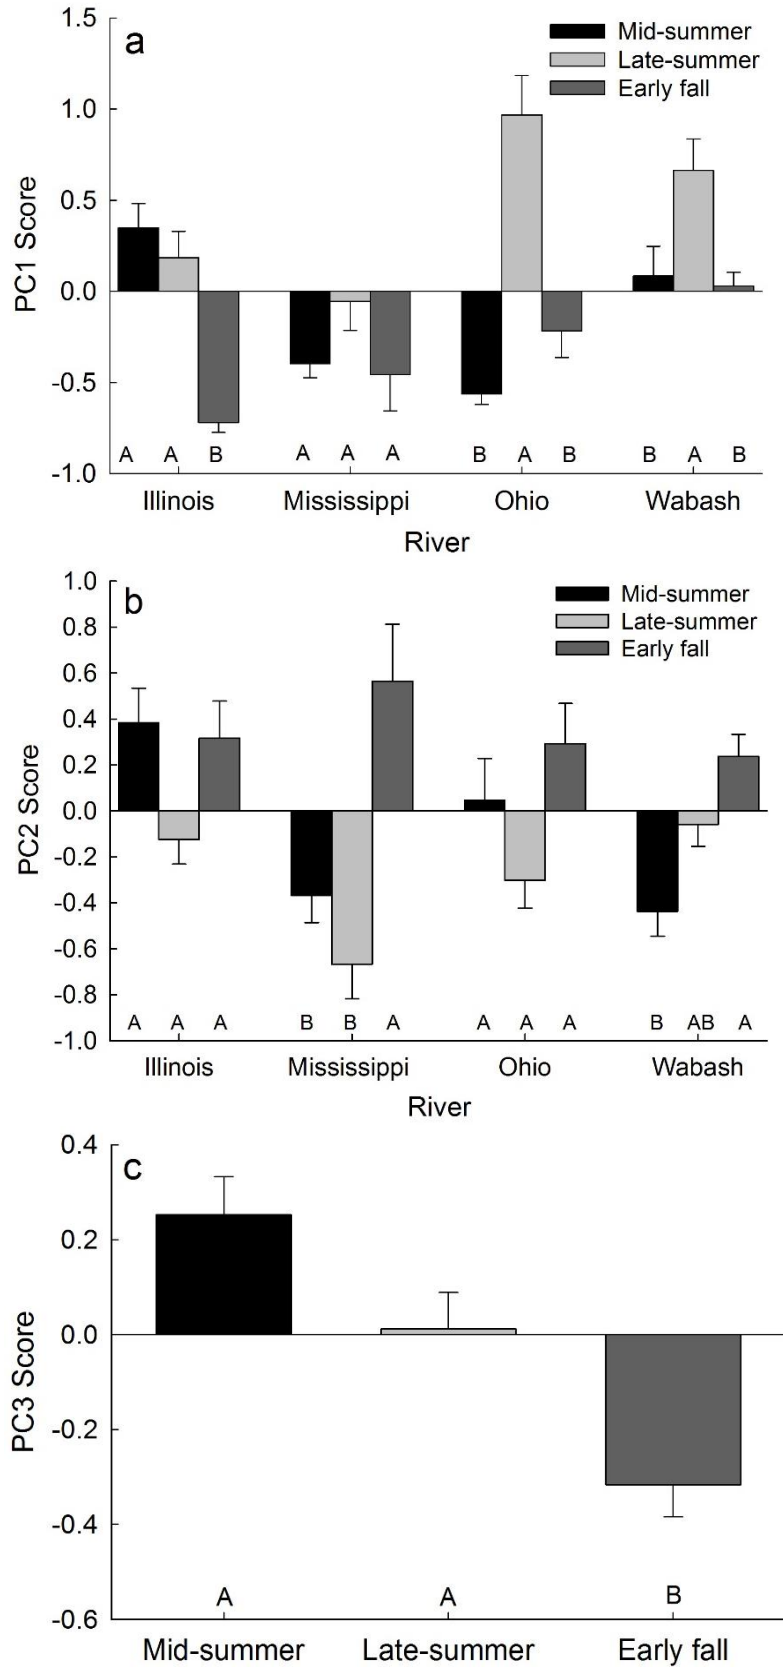 a
Mid-summer
Late-summer
Early fall
1.5
1.0
0.5
0.0
-0.5
-1.0
PC1 Score
A A B A A A B A B B A B
Illinois Mississippi Ohio Wabash
River
b
Mid-summer
Late-summer
Early fall
1.0
0.8
0.6
0.4
0.2
0.0
-0.2
-0.4
-0.6
-0.8
-1.0
PC2 Score
A A A B B A A A A B AB A
Illinois Mississippi Ohio Wabash
River
c
0.4
0.2
0.0
-0.2
-0.4
-0.6
PC3 Score
A A B
Mid-summer Late-summer Early fall